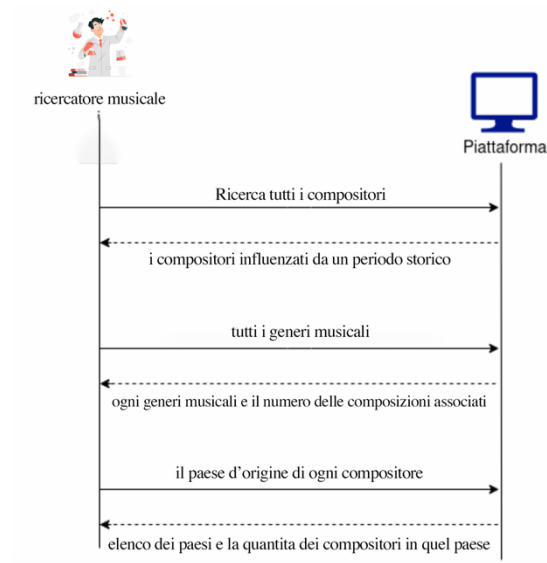 ricercatore musicale
Piattaforma
Ricerca tutti i compositori
i compositori influenzati da un periodo storico
tutti i generi musicali
ogni generi musicali e il numero delle composizioni associati
il paese d'origine di ogni compositore
elenco dei paesi e la quantita dei compositori in quel paese